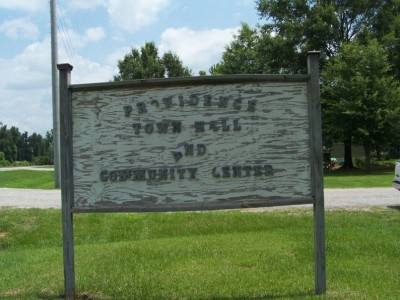 PROVIDENCE
TOWN HALL
AND
COMMUNITY CENTER